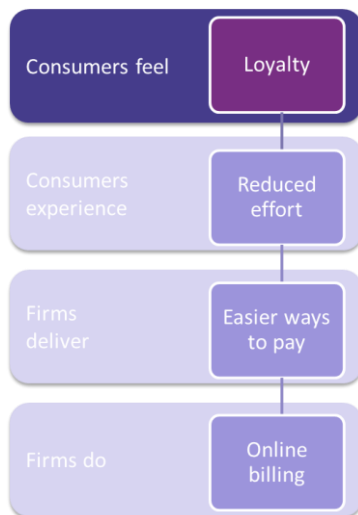 Consumers feel
Loyalty
Consumers
experience
Reduced
effort
Firms
deliver
Easier ways
to pay
Firms do
Online
billing